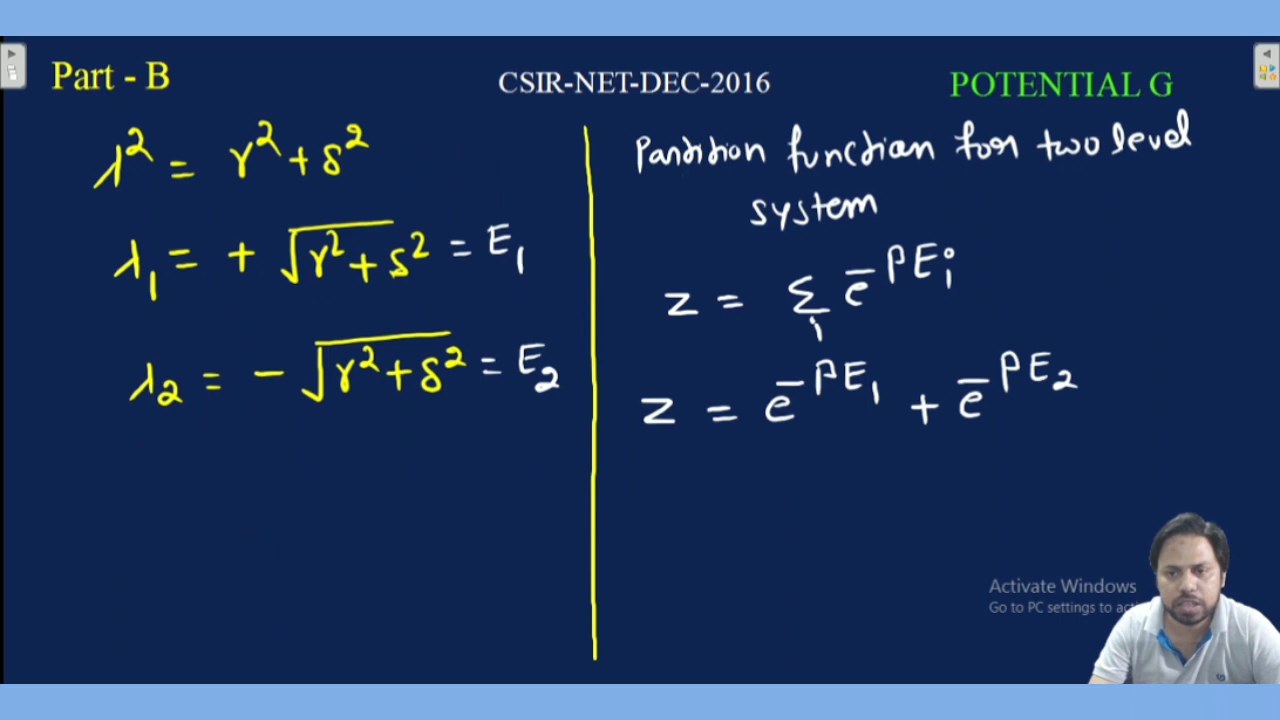 Part - B
CSIR-NET-DEC-2016
POTENTIAL G
λ² = γ² + δ²
λ₁ = + √γ² + δ² = E₁
λ₂ = - √γ² + δ² = E₂
Partition function for two level
system
Z = Σᵢ e^-βEᵢ
Z = e^-βE₁ + e^-βE₂
Activate Windows
Go to PC settings to act